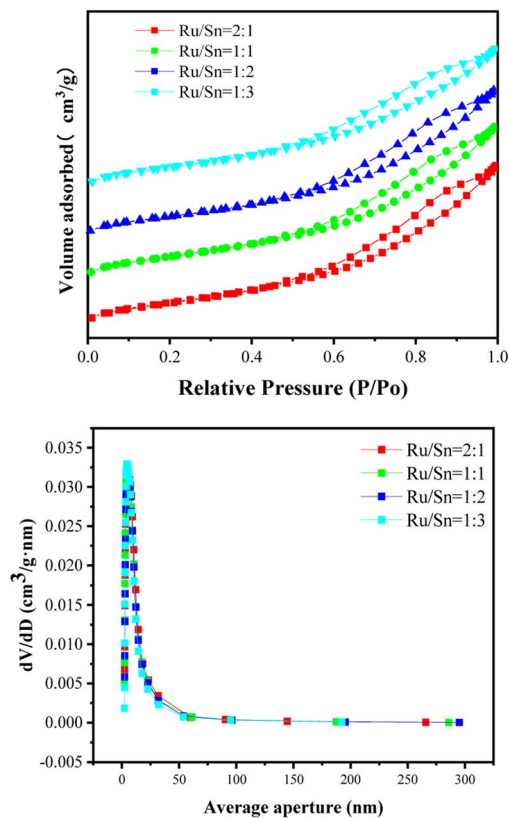 Ru/Sn=2:1
Ru/Sn=1:1
Ru/Sn=1:2
Ru/Sn=1:3
Volume adsorbed( cm³/g)
0.0 0.2 0.4 0.6 0.8 1.0
Relative Pressure (P/Po)
Ru/Sn=2:1
Ru/Sn=1:1
Ru/Sn=1:2
Ru/Sn=1:3
0.035
0.030
0.025
0.020
0.015
0.010
0.005
0.000
-0.005
dV/dD (cm³/g·nm)
0 50 100 150 200 250 300
Average aperture (nm)